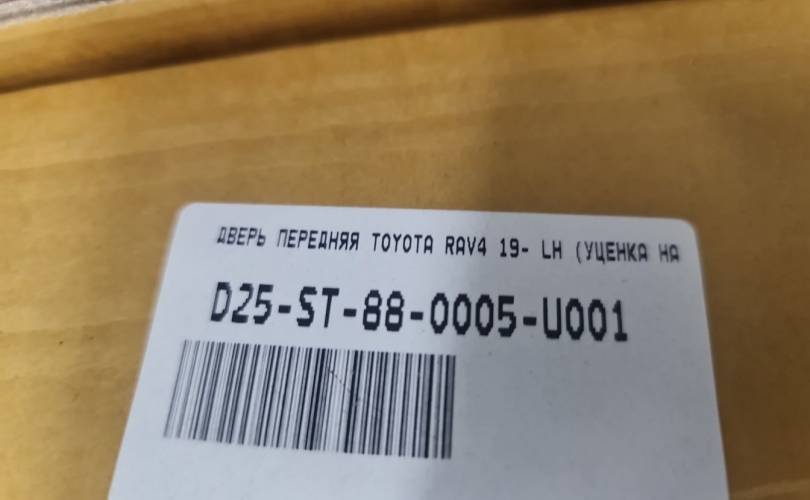 ДВЕРЬ ПЕРЕДНЯЯ TOYOTA RAV4 19- LH (УЦЕНКА НА
D25-ST-88-0005-U001